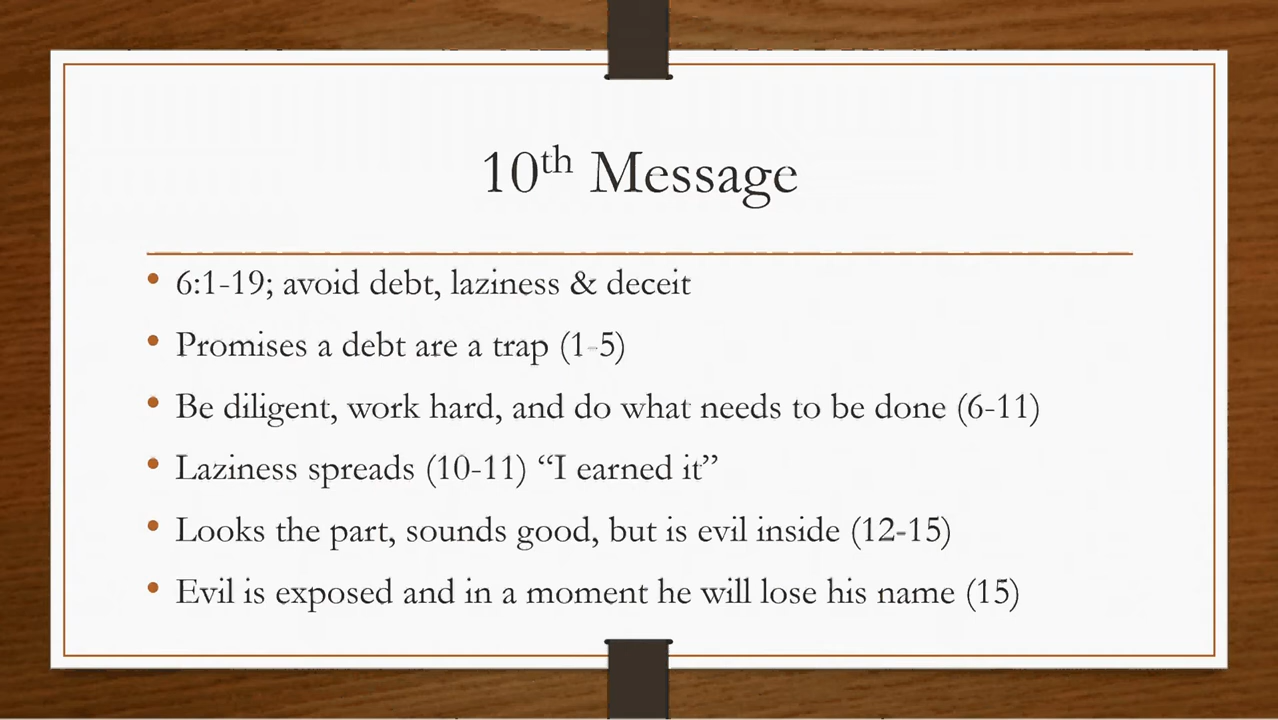 10th Message
• 6:1-19; avoid debt, laziness & deceit
• Promises a debt are a trap (1-5)
• Be diligent, work hard, and do what needs to be done (6-11)
• Laziness spreads (10-11) “I earned it”
• Looks the part, sounds good, but is evil inside (12-15)
• Evil is exposed and in a moment he will lose his name (15)